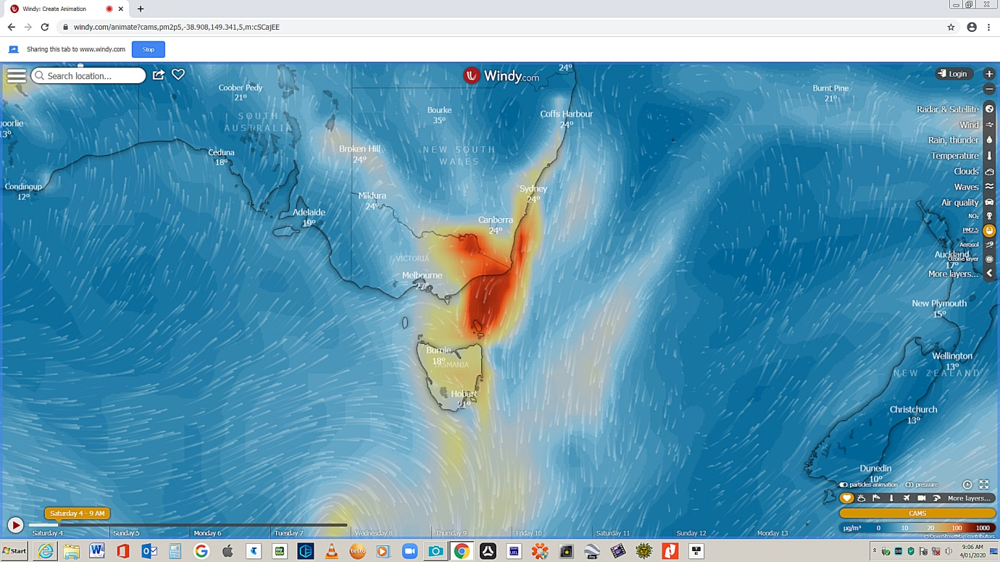 Windy: Create Animation
windy.com/animate?cams,pm2p5,-38.908,149.341,5,m:cSCajEE
Sharing this tab to www.windy.com
Stop
Search location...
Windy.com
Login
24°
Coober Pedy
21°
SOUTH
AUSTRALIA
Bourke
35°
Coffs Harbour
24°
Burnt Pine
21°
goorlie
13°
Ceduna
18°
Broken Hill
24°
NEW SOUTH
WALES
Condingup
12°
Mildura
24°
Sydney
24°
Adelaide
19°
Canberra
24°
VICTORIA
Melbourne
27°
Burnie
18°
TASMANIA
Hobart
21°
Radar & Satellite
Wind
Rain, thunder
Temperature
Clouds
Waves
Air quality
NO₂
PM2.5
Aerosol
Ozone layer
More layers...
Auckland
17°
New Plymouth
15°
Wellington
13°
NEW ZEALAND
Christchurch
13°
Dunedin
10°
particles animation
pressure
More layers...
CAMS
µg/m³ 0 10 20 100 1000
© OpenStreetMap contributors
Saturday 4 - 9 AM
Saturday 4
Sunday 5
Monday 6
Tuesday 7
Wednesday 8
Thursday 9
Friday 10
Saturday 11
Sunday 12
Monday 13
Start
testo
Pro
9:06 AM
4/01/2020